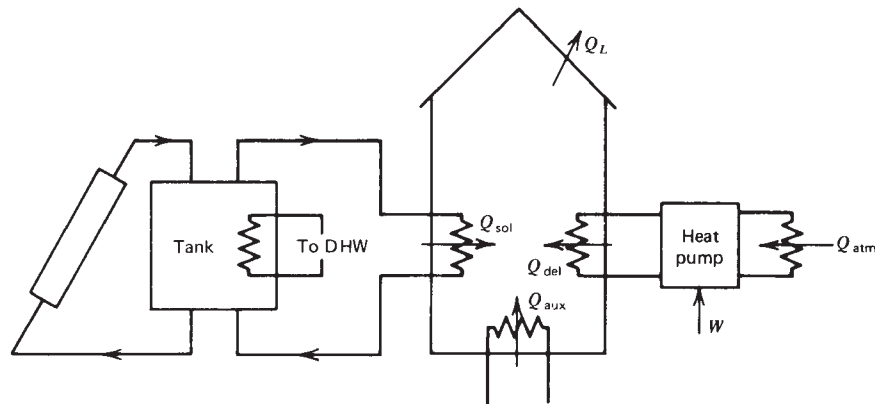 Q_L
Tank
To DHW
Q_sol
Q_del
Q_aux
Heat
pump
Q_atm
W